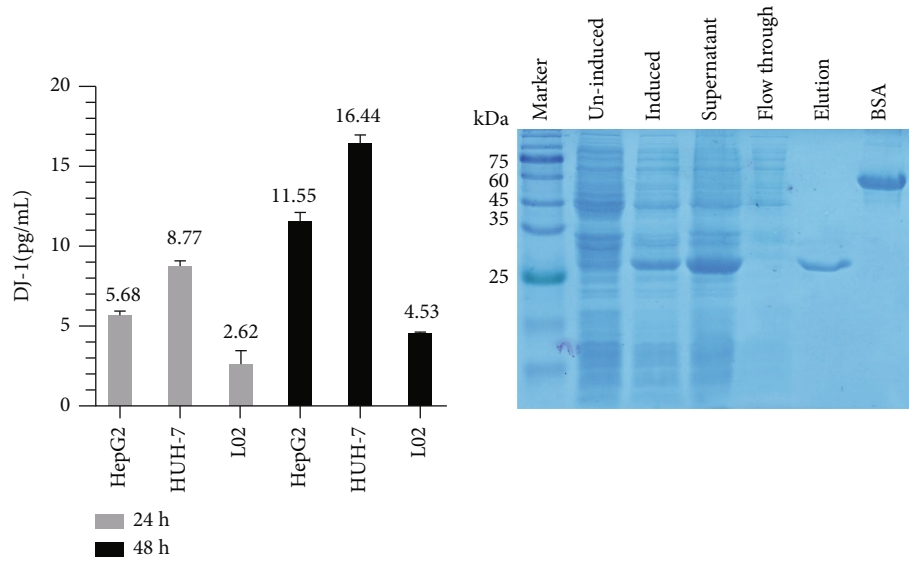 DJ-1(pg/mL)
20
15
10
5
0
5.68
8.77
2.62
11.55
16.44
4.53
HepG2
HUH-7
L02
HepG2
HUH-7
L02
24 h
48 h
kDa
Marker
Un-induced
Induced
Supernatant
Flow through
Elution
BSA
75
60
45
35
25